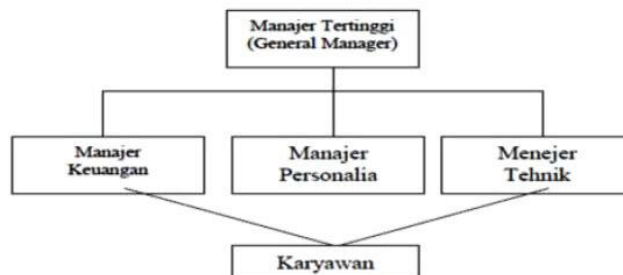 Manajer Tertinggi
(General Manager)
Manajer
Keuangan
Manajer
Personalia
Menejer
Tehnik
Karyawan